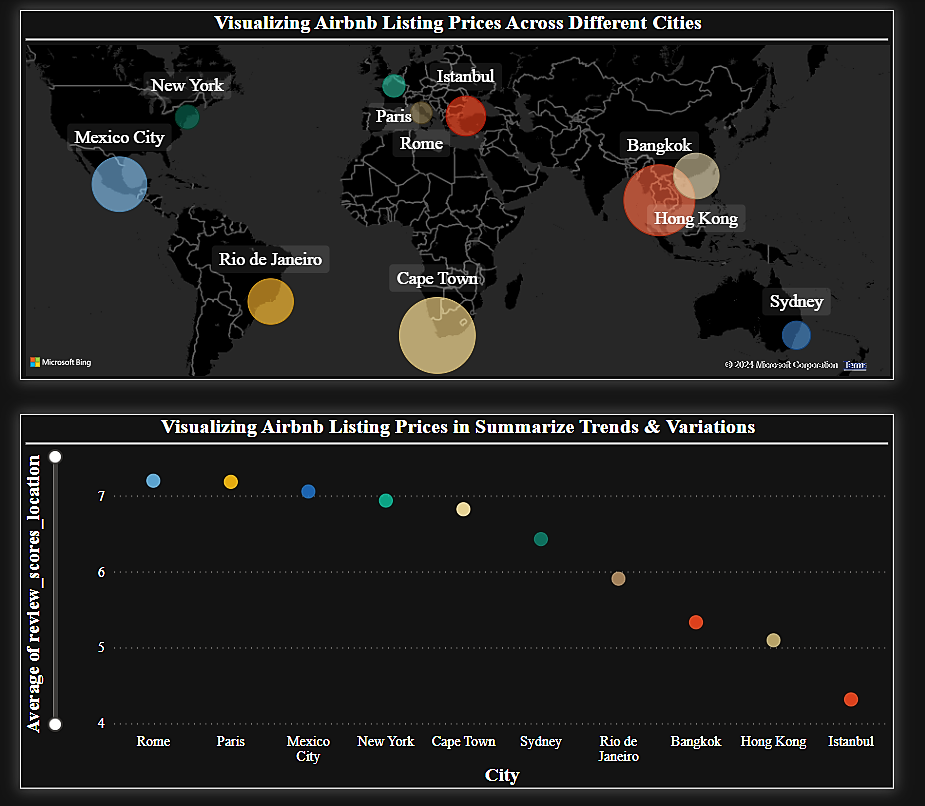 Visualizing Airbnb Listing Prices Across Different Cities
New York
Istanbul
Mexico City
Paris
Rome
Bangkok
Hong Kong
Rio de Janeiro
Cape Town
Sydney
Microsoft Bing
© 2024 Microsoft Corporation Terms
Visualizing Airbnb Listing Prices in Summarize Trends & Variations
Average of review_scores_location
7
6
5
4
Rome
Paris
Mexico
City
New York
Cape Town
Sydney
Rio de
Janeiro
Bangkok
Hong Kong
Istanbul
City